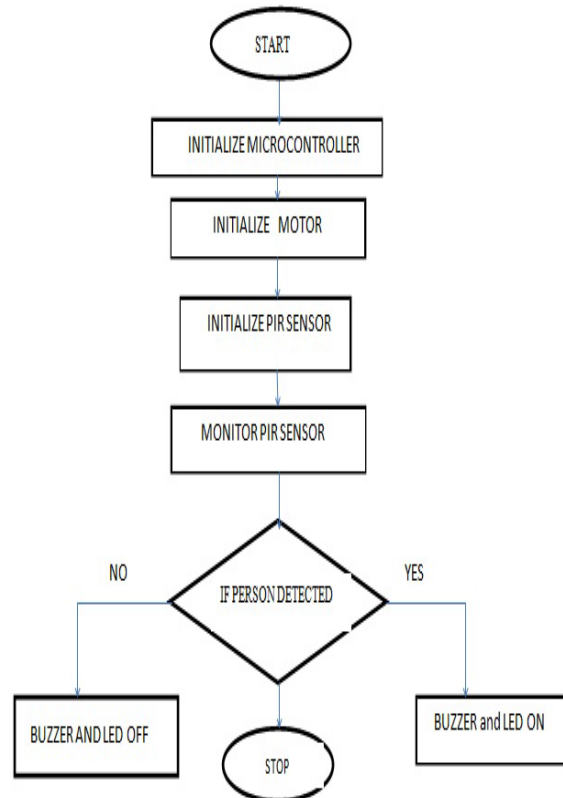 START
INITIALIZE MICROCONTROLLER
INITIALIZE MOTOR
INITIALIZE PIR SENSOR
MONITOR PIR SENSOR
NO
YES
IF PERSON DETECTED
BUZZER AND LED OFF
BUZZER and LED ON
STOP